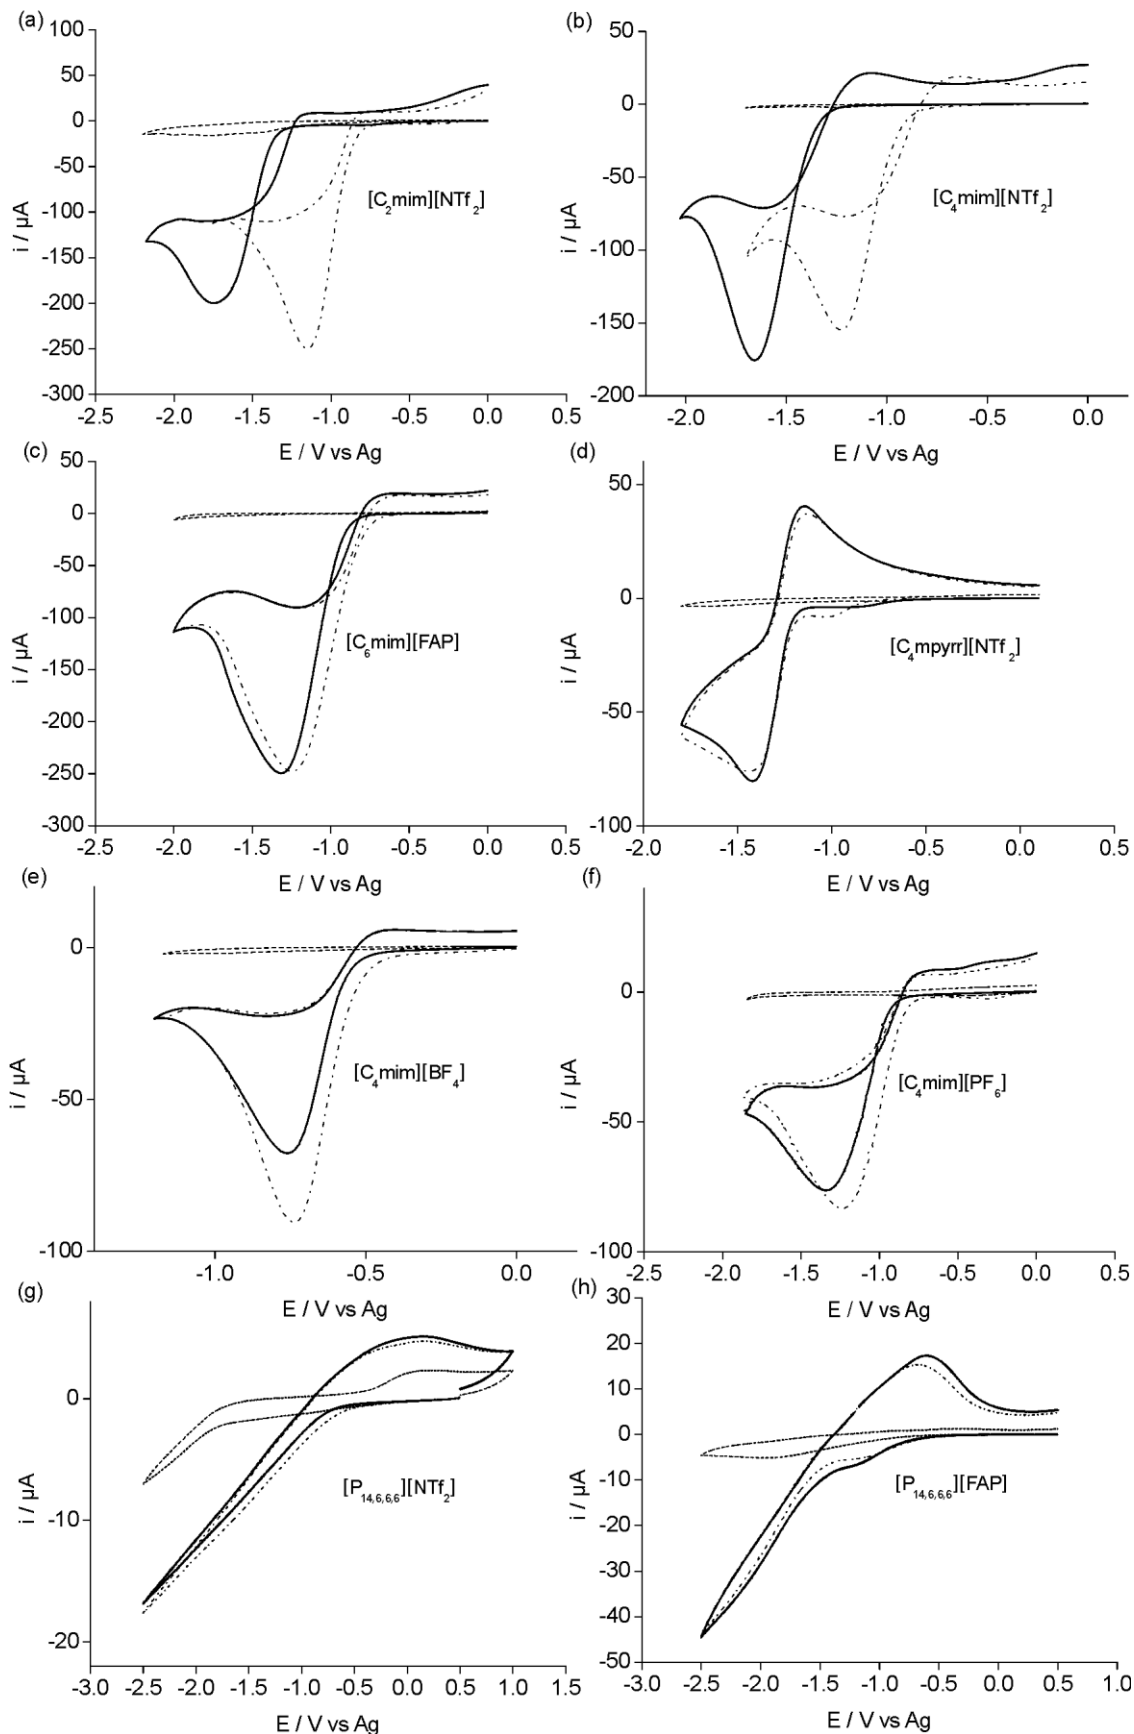 (a)
100
50
0
-50
-100
-150
-200
-250
-300
i / µA
[C2mim][NTf2]
-2.5 -2.0 -1.5 -1.0 -0.5 0.0 0.5
E / V vs Ag
(b)
50
0
-50
-100
-150
-200
i / µA
[C4mim][NTf2]
-2.0 -1.5 -1.0 -0.5 0.0
E / V vs Ag
(c)
50
0
-50
-100
-150
-200
-250
-300
i / µA
[C6mim][FAP]
-2.5 -2.0 -1.5 -1.0 -0.5 0.0 0.5
E / V vs Ag
(d)
50
0
-50
-100
i / µA
[C4mpyrr][NTf2]
-2.0 -1.5 -1.0 -0.5 0.0 0.5
E / V vs Ag
(e)
0
-50
-100
i / µA
[C4mim][BF4]
-1.0 -0.5 0.0
E / V vs Ag
(f)
0
-50
-100
i / µA
[C4mim][PF6]
-2.0 -1.5 -1.0 -0.5 0.0 0.5
E / V vs Ag
(g)
0
-10
-20
i / µA
[P14,6,6,6][NTf2]
-3.0 -2.5 -2.0 -1.5 -1.0 -0.5 0.0 0.5 1.0 1.5
E / V vs Ag
(h)
30
20
10
0
-10
-20
-30
-40
-50
i / µA
[P14,6,6,6][FAP]
-2.5 -2.0 -1.5 -1.0 -0.5 0.0 0.5 1.0
E / V vs Ag